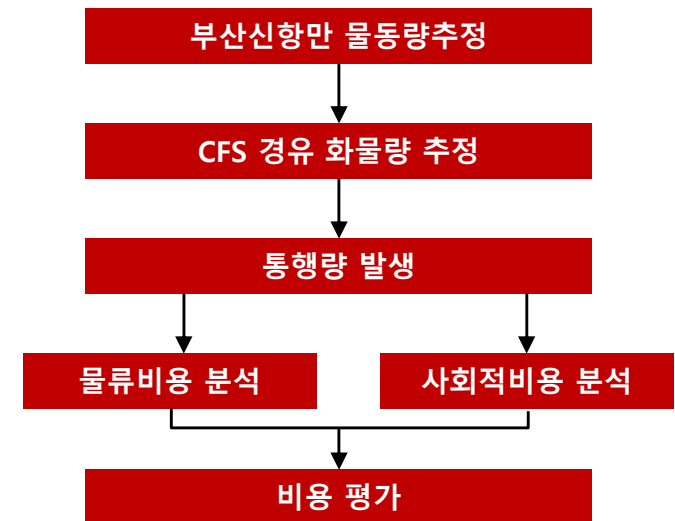 부산신항만 물동량추정
CFS 경유 화물량 추정
통행량 발생
물류비용 분석
사회적비용 분석
비용 평가